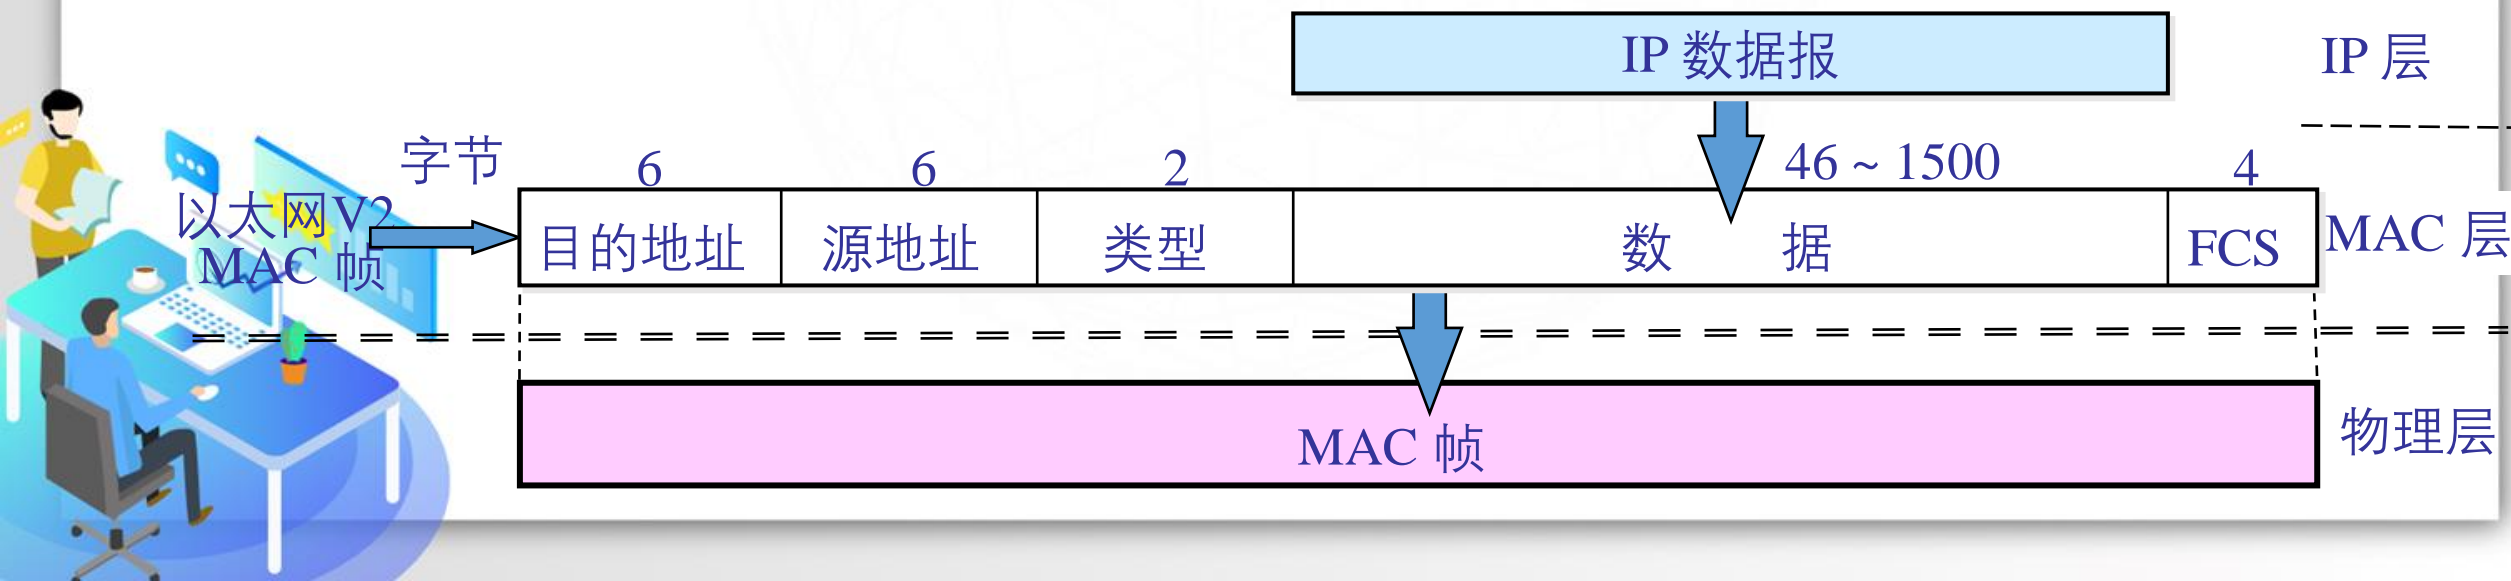 IP 数据报
IP 层
字节
6
6
2
46 ~ 1500
4
以太网V2
MAC 帧
目的地址
源地址
类型
数 据
FCS
MAC 层
MAC 帧
物理层